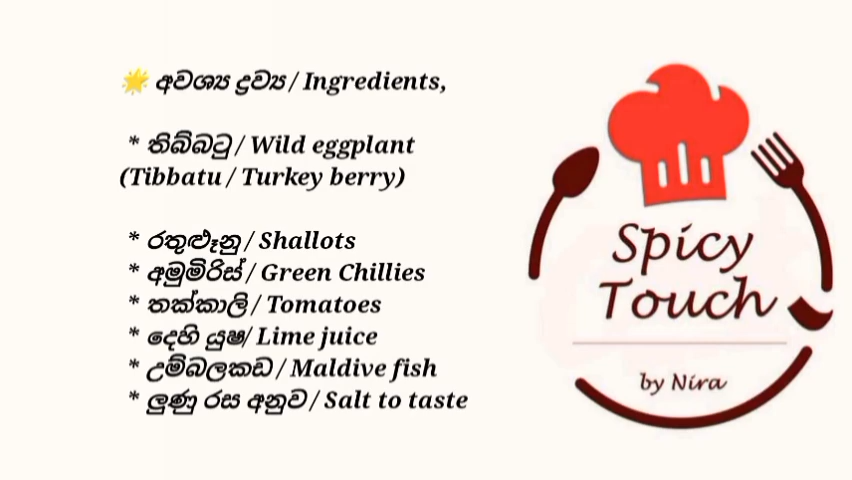 🌟 අවශ්‍ය ද්‍රව්‍ය / Ingredients,
* තිබ්බටු / Wild eggplant
(Tibbatu / Turkey berry)
* රතුළූනු / Shallots
* අමුමිරිස් / Green Chillies
* තක්කාලි / Tomatoes
* දෙහි යුෂ/ Lime juice
* උම්බලකඩ / Maldive fish
* ලුණු රස අනුව / Salt to taste
Spicy
Touch
by Nira